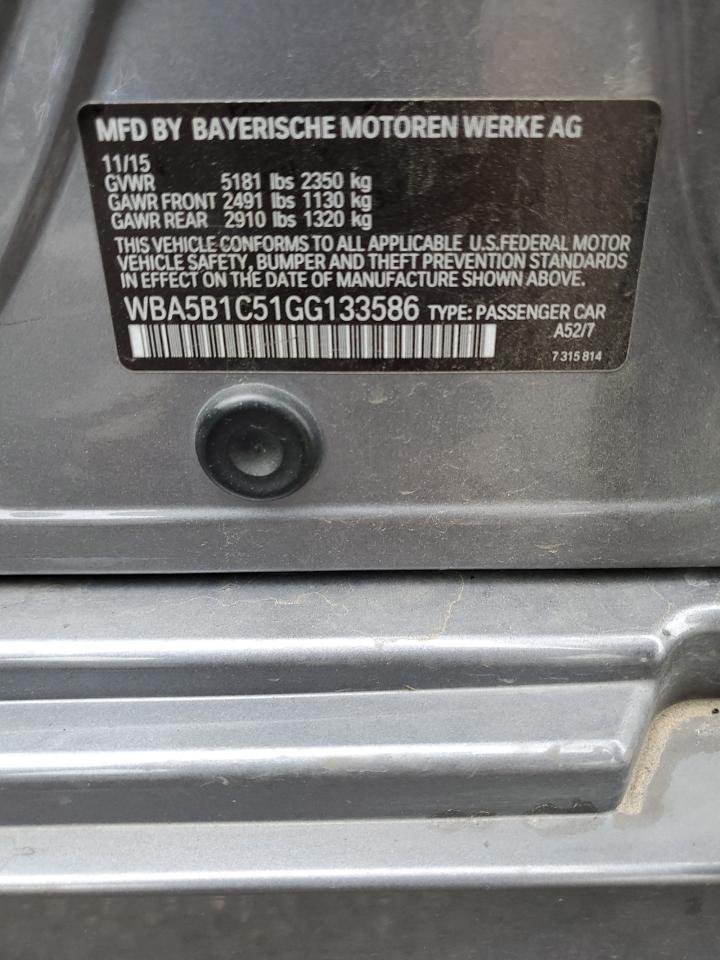 MFD BY BAYERISCHE MOTOREN WERKE AG
11/15
GVWR 5181 lbs 2350 kg
GAWR FRONT 2491 lbs 1130 kg
GAWR REAR 2910 lbs 1320 kg
THIS VEHICLE CONFORMS TO ALL APPLICABLE U.S.FEDERAL MOTOR
VEHICLE SAFETY, BUMPER AND THEFT PREVENTION STANDARDS
IN EFFECT ON THE DATE OF MANUFACTURE SHOWN ABOVE.
WBA5B1C51GG133586 TYPE: PASSENGER CAR
A52/7
7 315 814